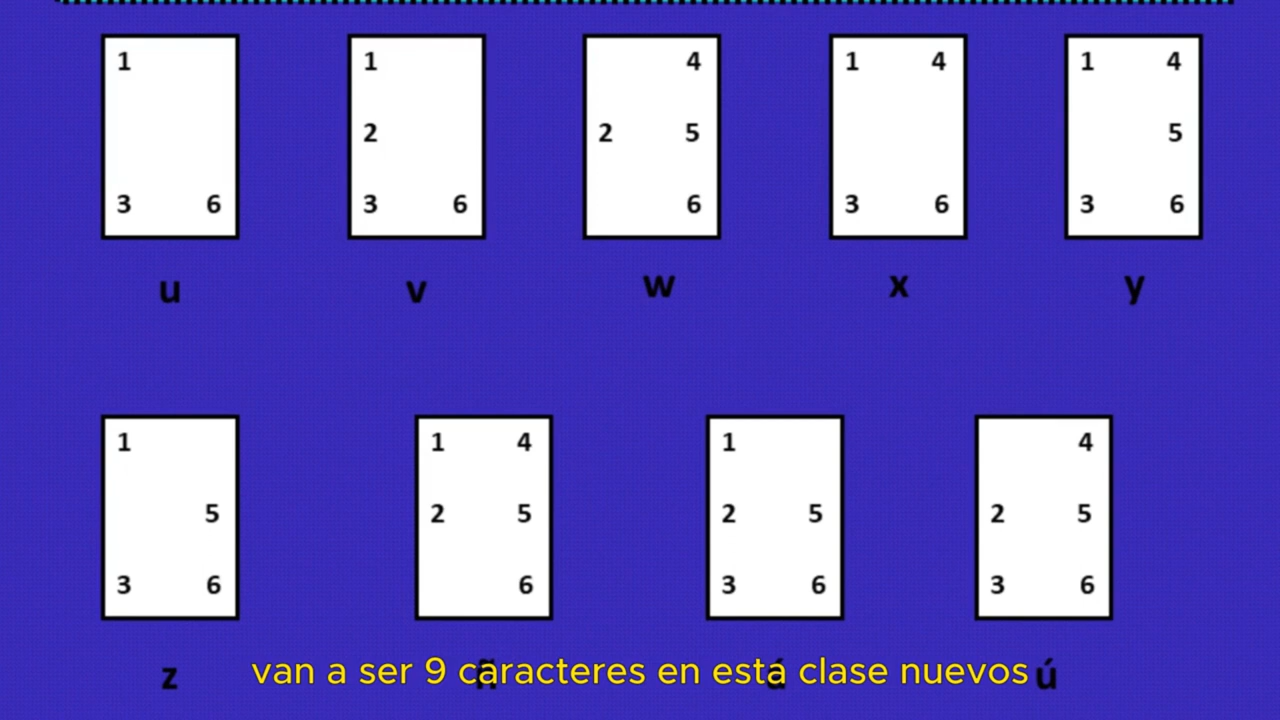 1 1 4 1 4 1 4
2 2 5 5
3 6 3 6 6 3 6 3 6
u v w x y
1 1 4 1 4
5 2 5 2 5 2 5
3 6 6 3 6 3 6
z ñ á ú
van a ser 9 caracteres en está clase nuevos